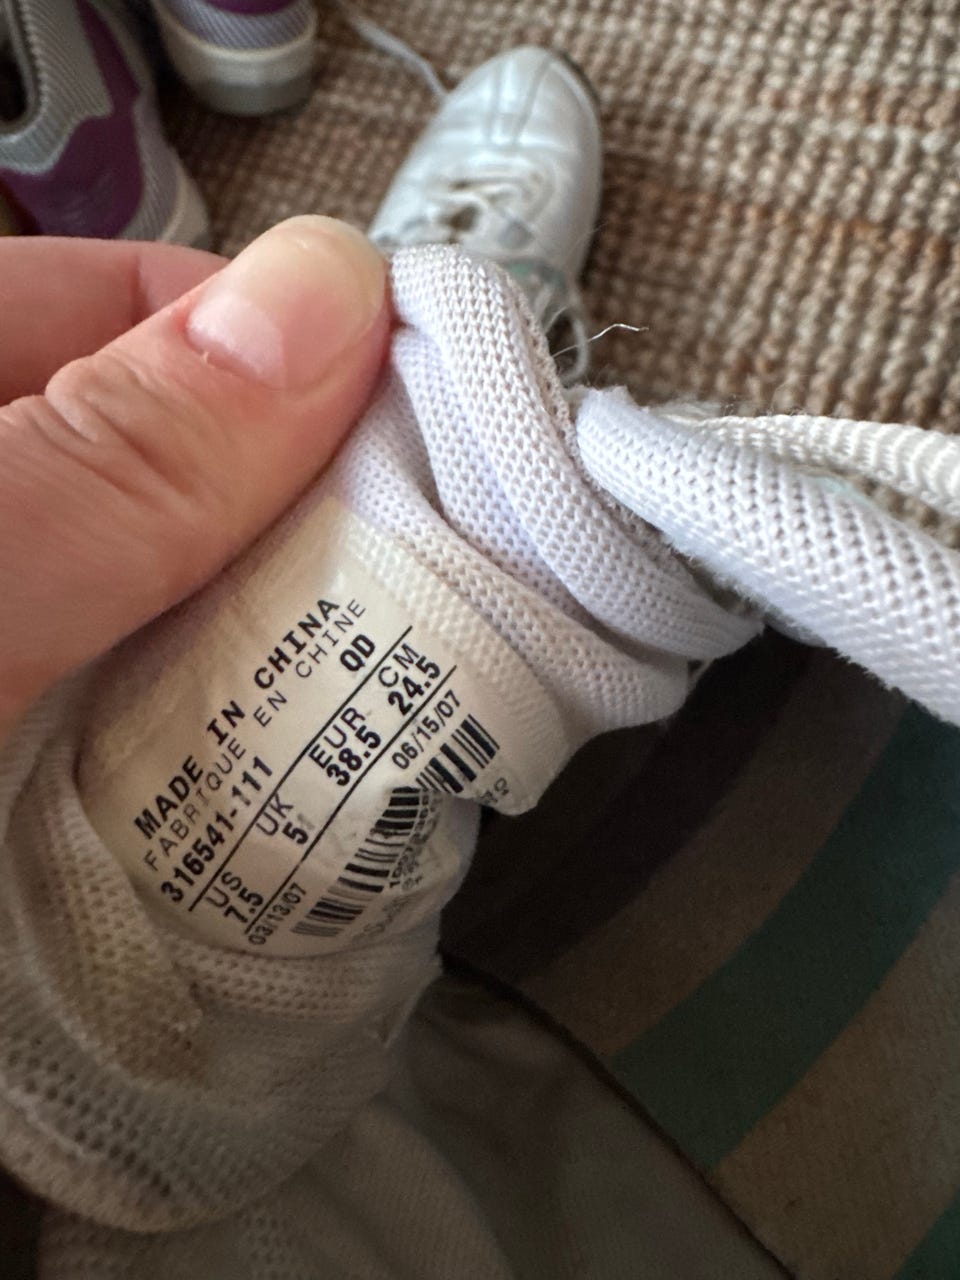 MADE IN CHINA
FABRIQUE EN CHINE
316541-111 QD
US UK EUR CM
7.5 5 38.5 24.5
03/13/07 06/15/07